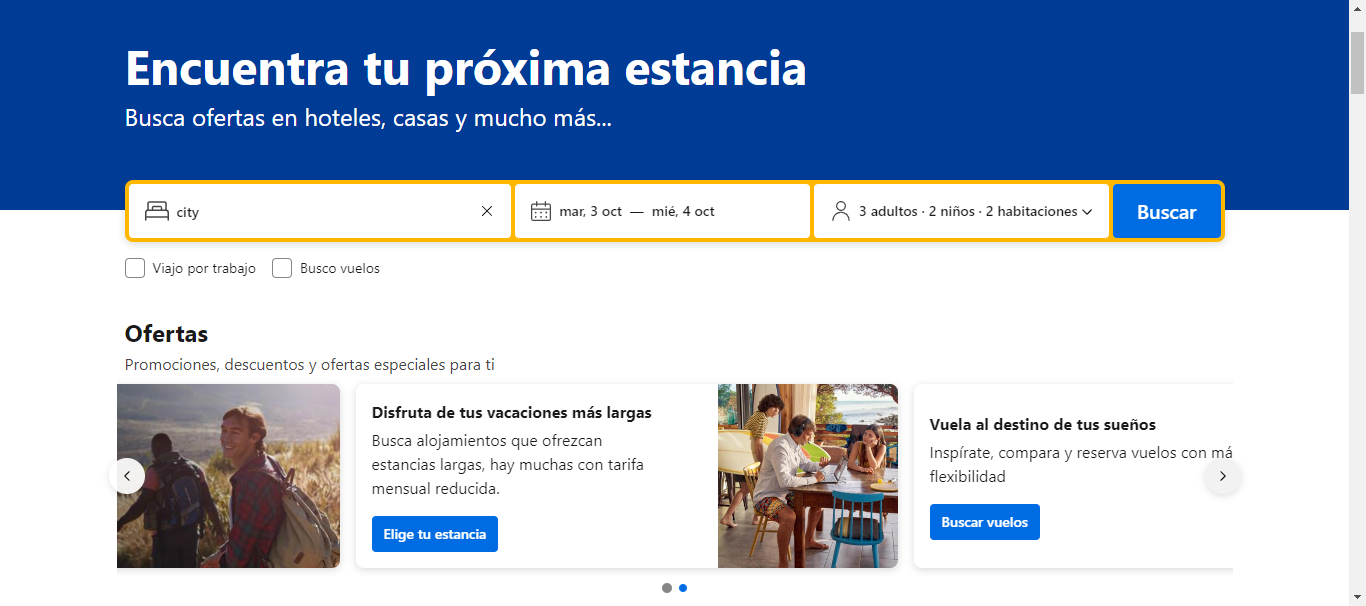 Encuentra tu próxima estancia
Busca ofertas en hoteles, casas y mucho más...
city
mar, 3 oct — mié, 4 oct
3 adultos · 2 niños · 2 habitaciones
Buscar
Viajo por trabajo
Busco vuelos
Ofertas
Promociones, descuentos y ofertas especiales para ti
Disfruta de tus vacaciones más largas
Busca alojamientos que ofrezcan
estancias largas, hay muchas con tarifa
mensual reducida.
Elige tu estancia
Vuela al destino de tus sueños
Inspírate, compara y reserva vuelos con má
flexibilidad
Buscar vuelos